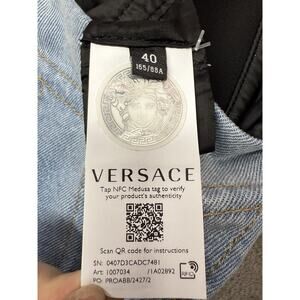 40
165/88A
VERSACE
Tap NFC Medusa tag to verify
your product's authenticity
Scan QR code for instructions
SN: 0407D3CADC7481
Art: 1007034 /1A02892
PO: PROABB/2427/2